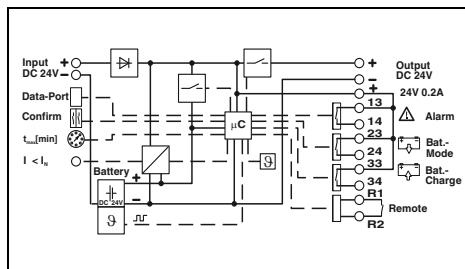 Input +
DC 24V −
Data-Port
Confirm
tmax[min]
I < IN
Battery
+
−
DC 24V
ϑ
µC
ϑ
+ Output
− DC 24V
+ 24V 0.2A
13
14 Alarm
23 Bat.-
24 Mode
33 Bat.-
34 Charge
R1
Remote
R2